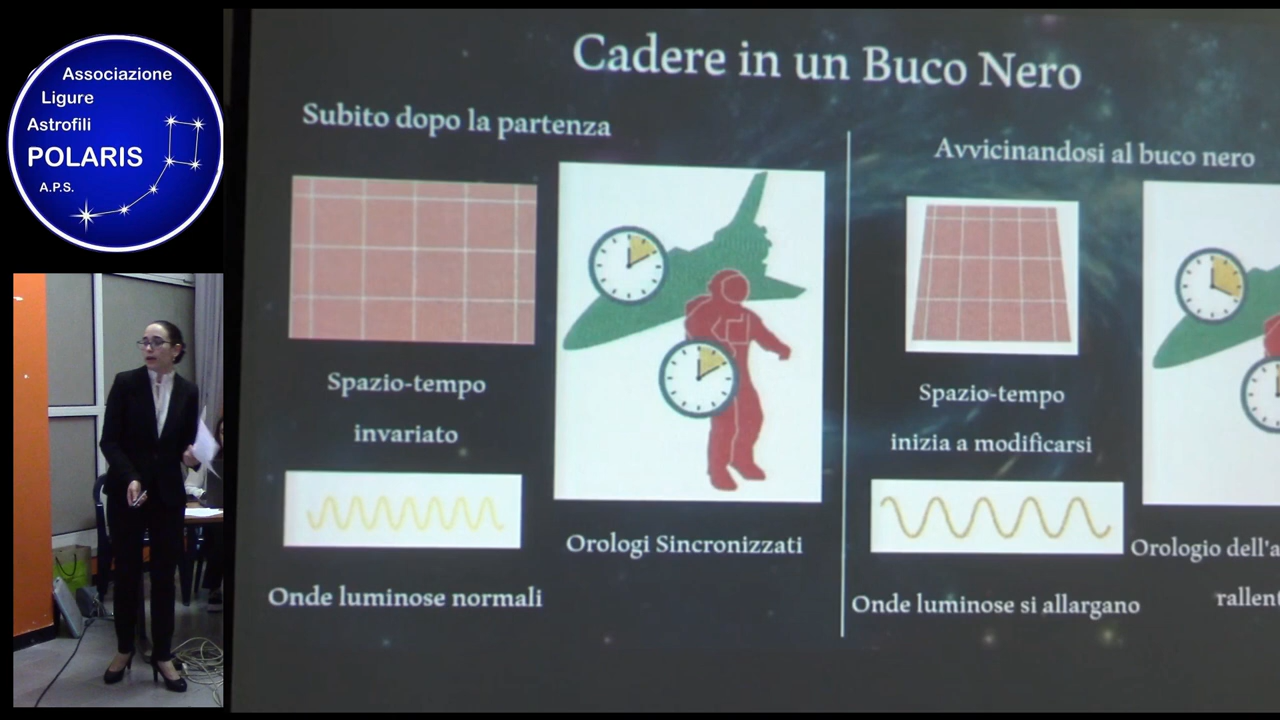 Associazione
Ligure
Astrofili
POLARIS
A.P.S.
Cadere in un Buco Nero
Subito dopo la partenza
Spazio-tempo
invariato
Onde luminose normali
Orologi Sincronizzati
Avvicinandosi al buco nero
Spazio-tempo
inizia a modificarsi
Onde luminose si allargano
Orologio dell'a
rallent